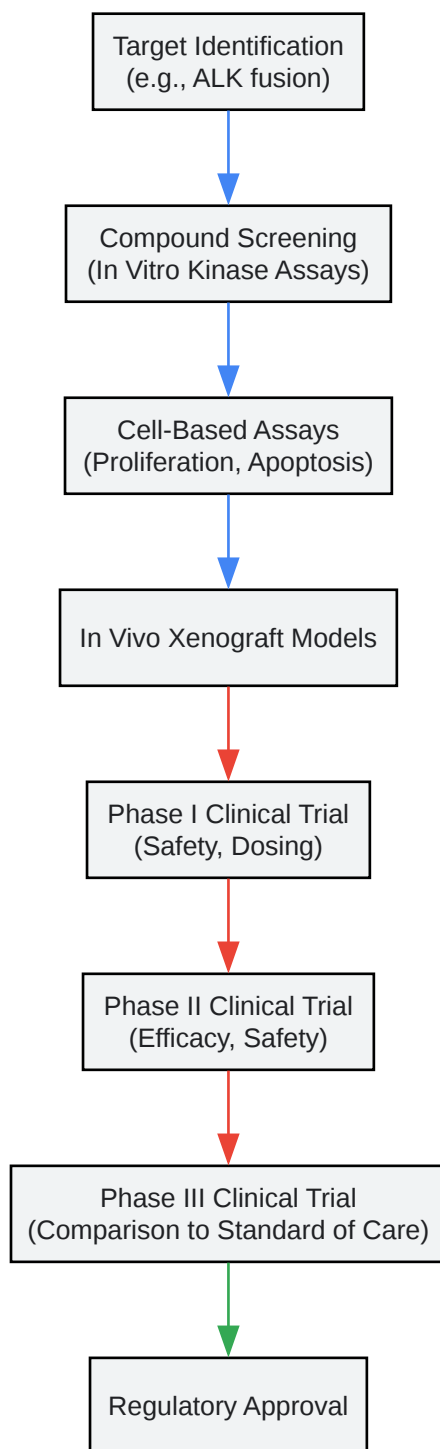 Target Identification
(e.g., ALK fusion)
Compound Screening
(In Vitro Kinase Assays)
Cell-Based Assays
(Proliferation, Apoptosis)
In Vivo Xenograft Models
Phase I Clinical Trial
(Safety, Dosing)
Phase II Clinical Trial
(Efficacy, Safety)
Phase III Clinical Trial
(Comparison to Standard of Care)
Regulatory Approval